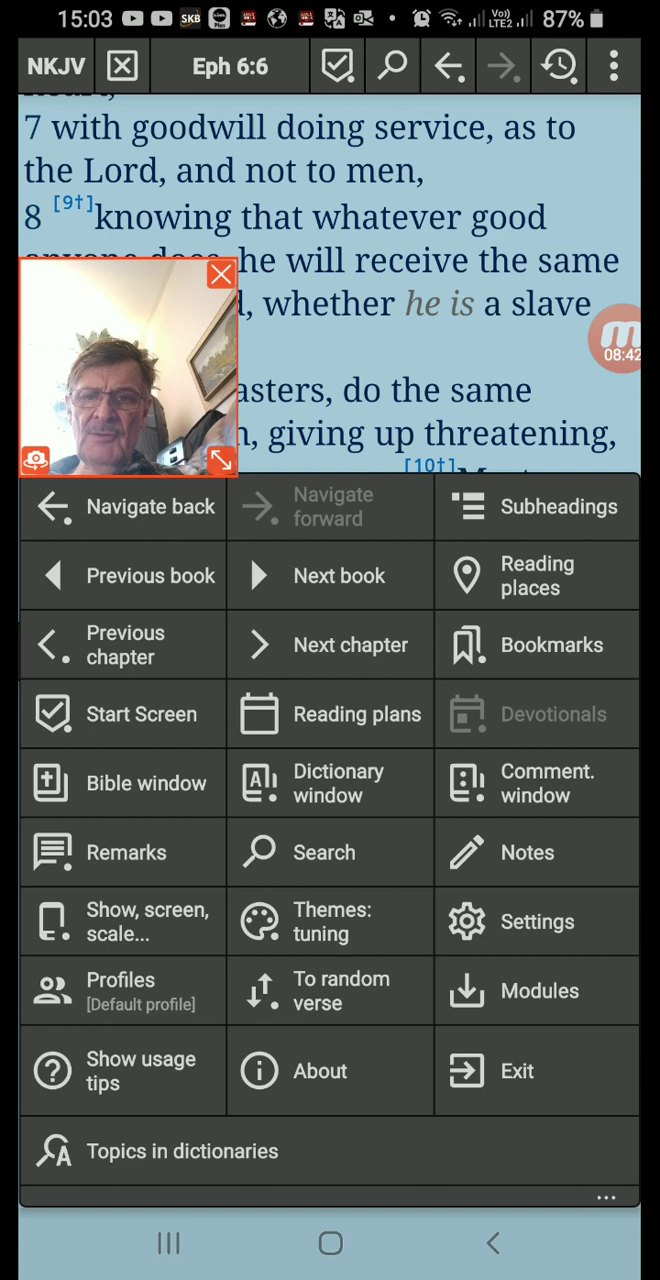 15:03
SKB
Vo))
LTE2
87%
NKJV
Eph 6:6
7 with goodwill doing service, as to
the Lord, and not to men,
8 [9†]knowing that whatever good
he will receive the same
, whether he is a slave
08:42
asters, do the same
, giving up threatening,
[10†]
Navigate back
Navigate
forward
Subheadings
Previous book
Next book
Reading
places
Previous
chapter
Next chapter
Bookmarks
Start Screen
Reading plans
Devotionals
Bible window
Dictionary
window
Comment.
window
Remarks
Search
Notes
Show, screen,
scale...
Themes:
tuning
Settings
Profiles
[Default profile]
To random
verse
Modules
Show usage
tips
About
Exit
Topics in dictionaries
...